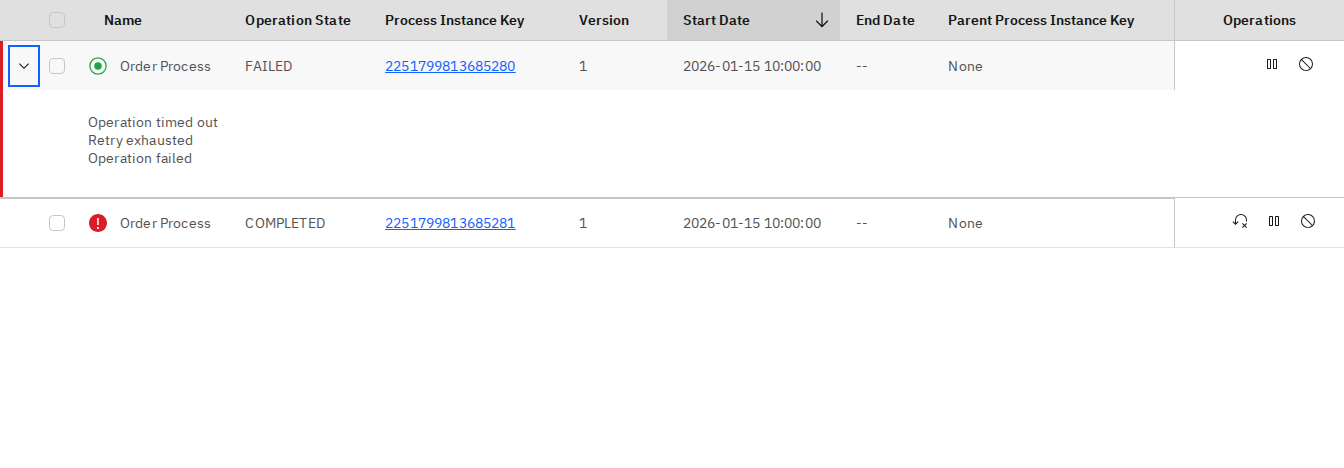 Name Operation State Process Instance Key Version Start Date End Date Parent Process Instance Key Operations
Order Process FAILED 2251799813685280 1 2026-01-15 10:00:00 -- None
Operation timed out
Retry exhausted
Operation failed
Order Process COMPLETED 2251799813685281 1 2026-01-15 10:00:00 -- None